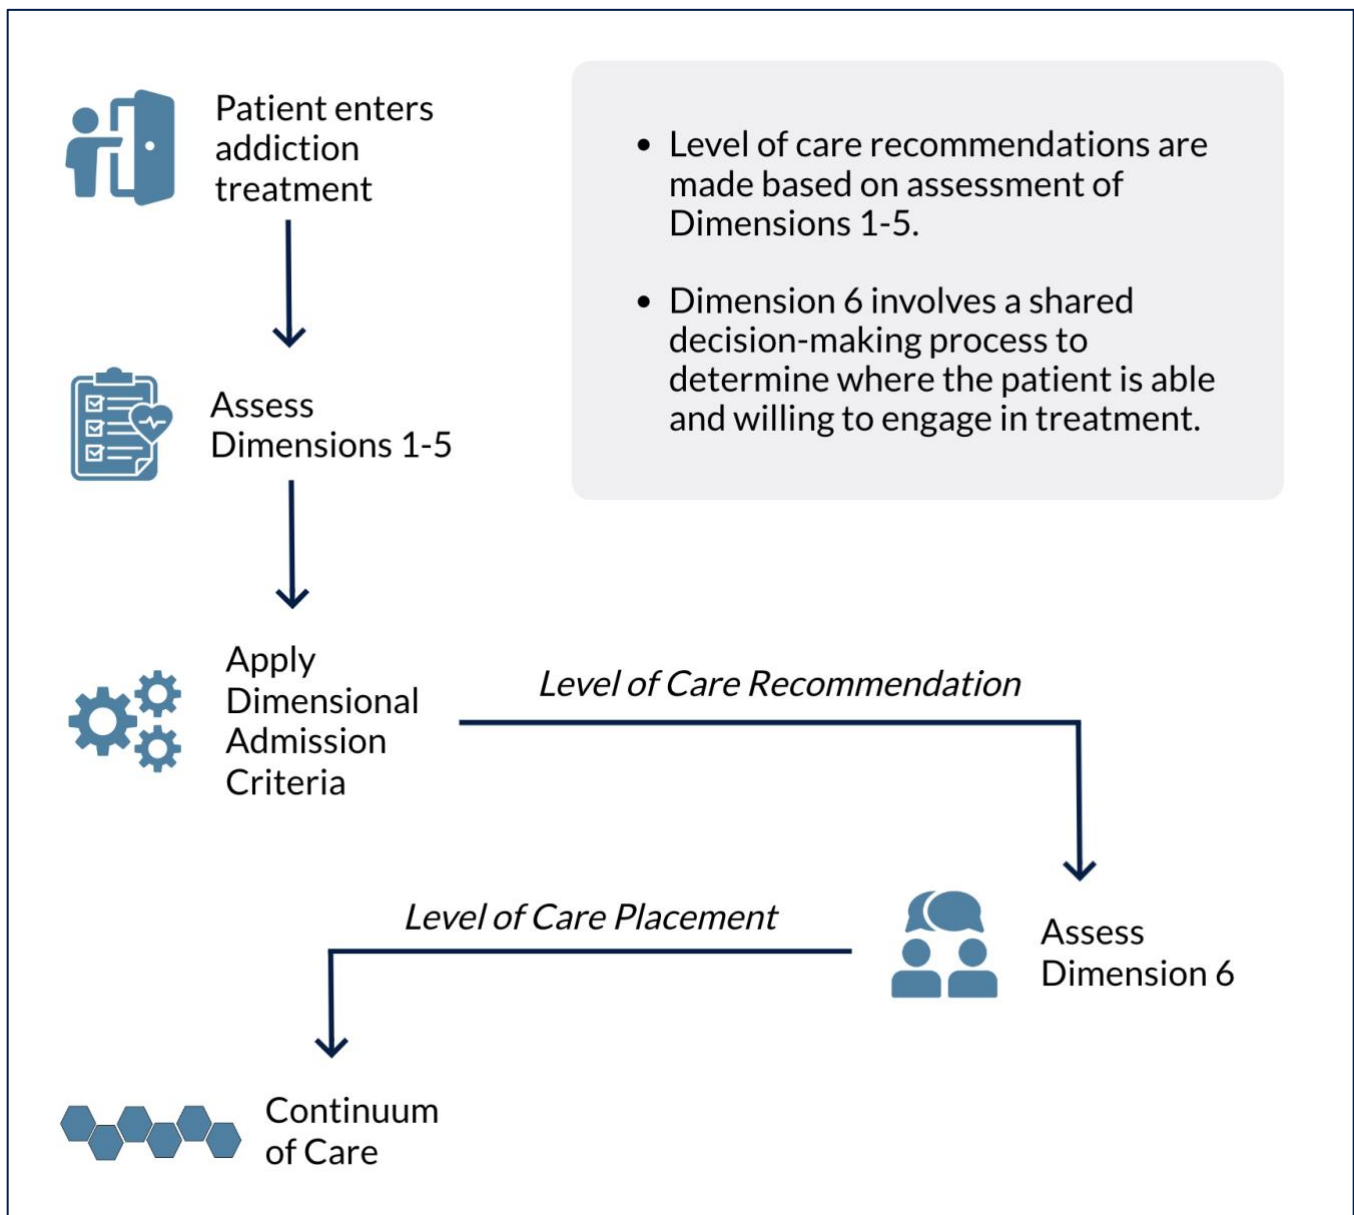 Patient enters
addiction
treatment
• Level of care recommendations are
made based on assessment of
Dimensions 1-5.
• Dimension 6 involves a shared
decision-making process to
determine where the patient is able
and willing to engage in treatment.
Assess
Dimensions 1-5
Apply
Dimensional
Admission
Criteria
Level of Care Recommendation
Assess
Dimension 6
Level of Care Placement
Continuum
of Care